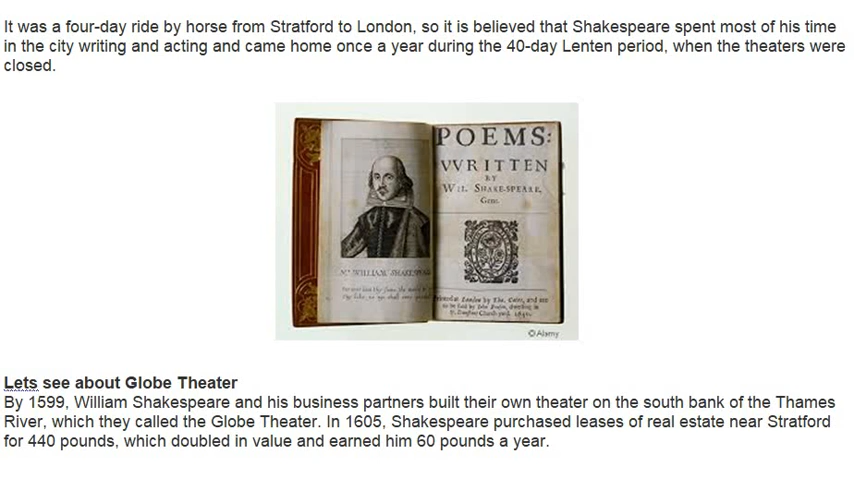 It was a four-day ride by horse from Stratford to London, so it is believed that Shakespeare spent most of his time
in the city writing and acting and came home once a year during the 40-day Lenten period, when the theaters were
closed.
POEMS:
VVRITTEN
BY
WIL. SHAKE-SPEARE.
Gent.
© Alamy
Lets see about Globe Theater
By 1599, William Shakespeare and his business partners built their own theater on the south bank of the Thames
River, which they called the Globe Theater. In 1605, Shakespeare purchased leases of real estate near Stratford
for 440 pounds, which doubled in value and earned him 60 pounds a year.